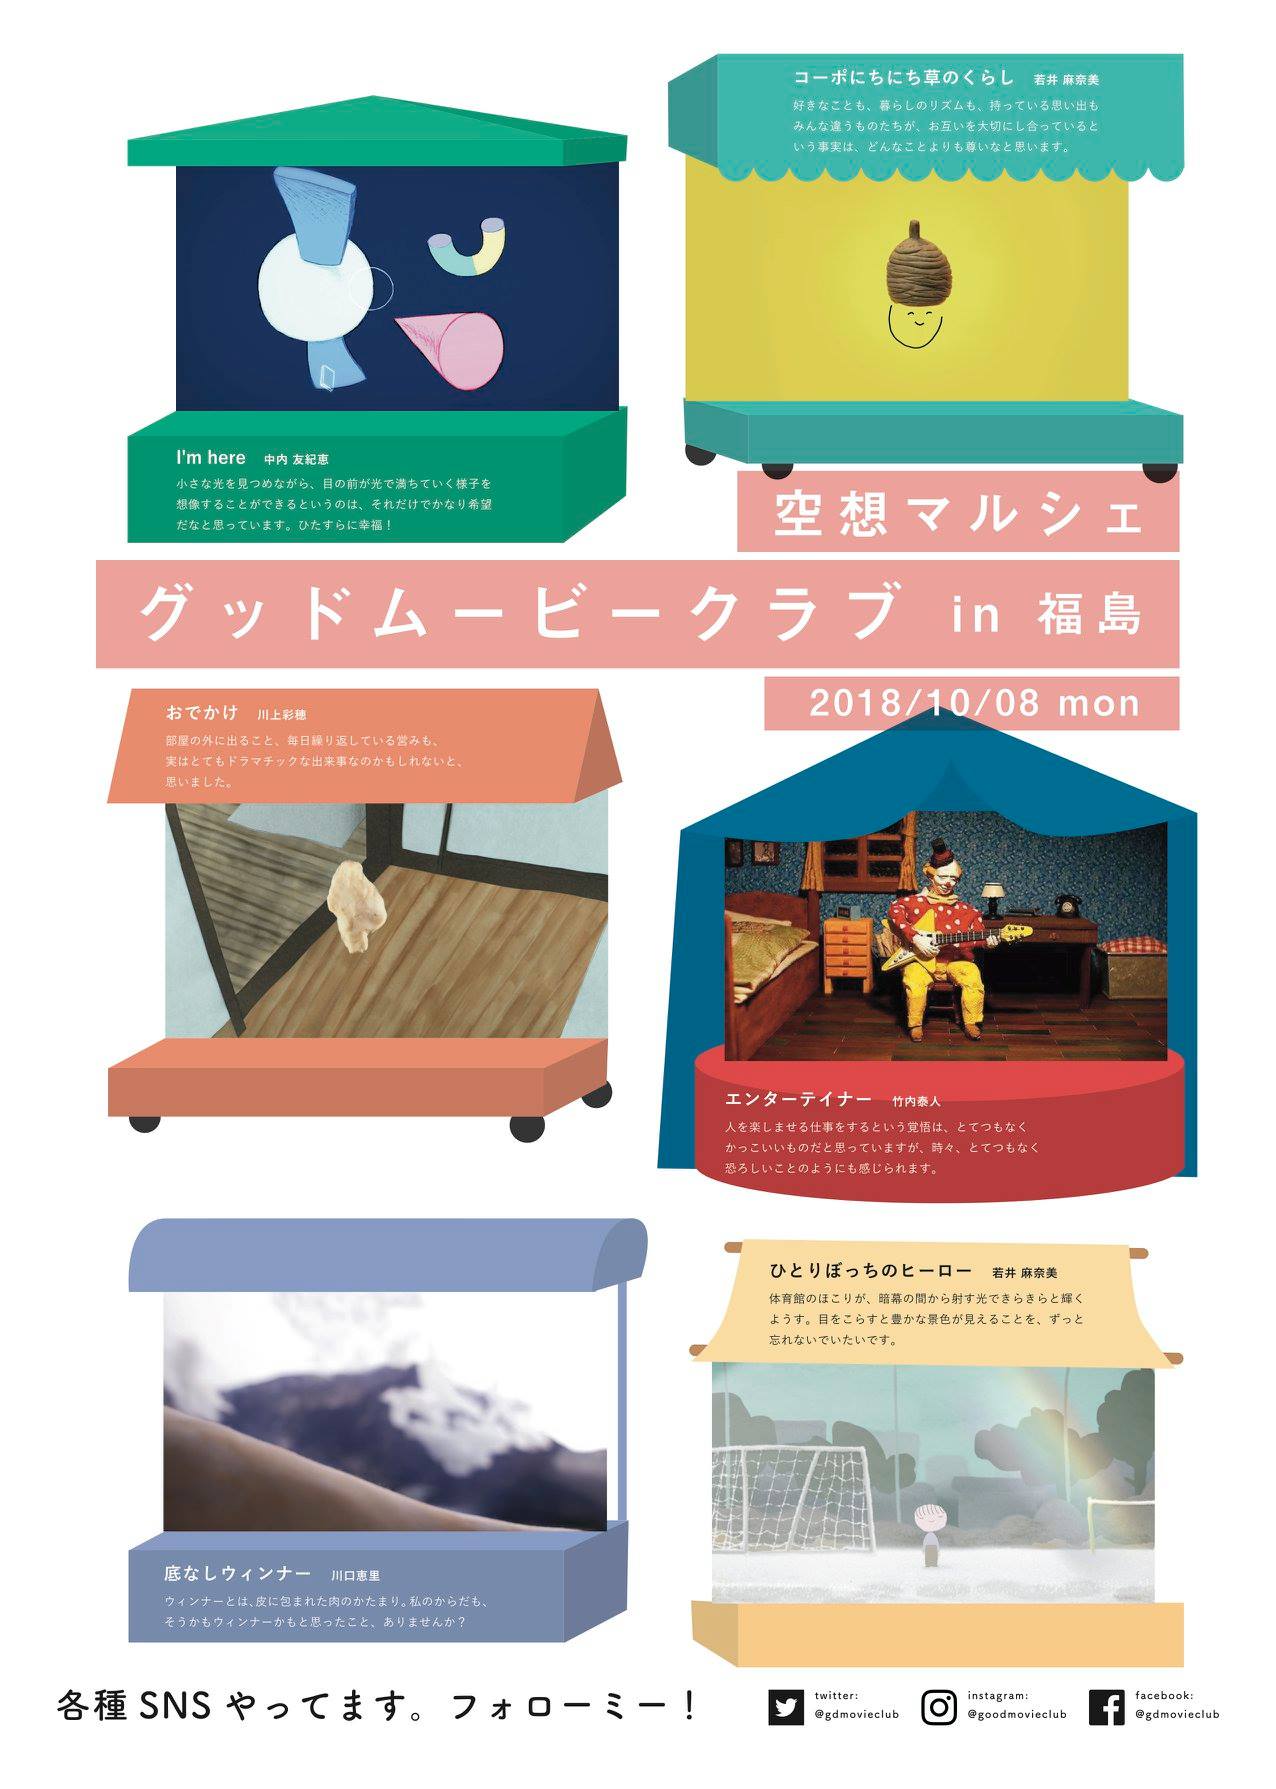 コーポにちにち草のくらし 若井 麻奈美
好きなことも、暮らしのリズムも、持っている思い出も
みんな違うものたちが、お互いを大切にし合っていると
いう事実は、どんなことよりも尊いなと思います。
I'm here 中内 友紀恵
小さな光を見つめながら、目の前が光で満ちていく様子を
想像することができるというのは、それだけでかなり希望
だなと思っています。ひたすらに幸福！
空想マルシェ
グッドムービークラブ in 福島
2018/10/08 mon
おでかけ 川上彩穂
部屋の外に出ること、毎日繰り返している営みも、
実はとてもドラマチックな出来事なのかもしれないと、
思いました。
エンターテイナー 竹内泰人
人を楽しませる仕事をするという覚悟は、とてつもなく
かっこいいものだと思っていますが、時々、とてつもなく
恐ろしいことのようにも感じられます。
ひとりぼっちのヒーロー 若井 麻奈美
体育館のほこりが、暗幕の間から射す光できらきらと輝く
ようす。目をこらすと豊かな景色が見えることを、ずっと
忘れないでいたいです。
底なしウィンナー 川口恵里
ウィンナーとは、皮に包まれた肉のかたまり。私のからだも、
そうかもウィンナーかもと思ったこと、ありませんか？
各種 SNS やってます。フォローミー！
twitter:
@gdmovieclub
instagram:
@goodmovieclub
facebook:
@gdmovieclub